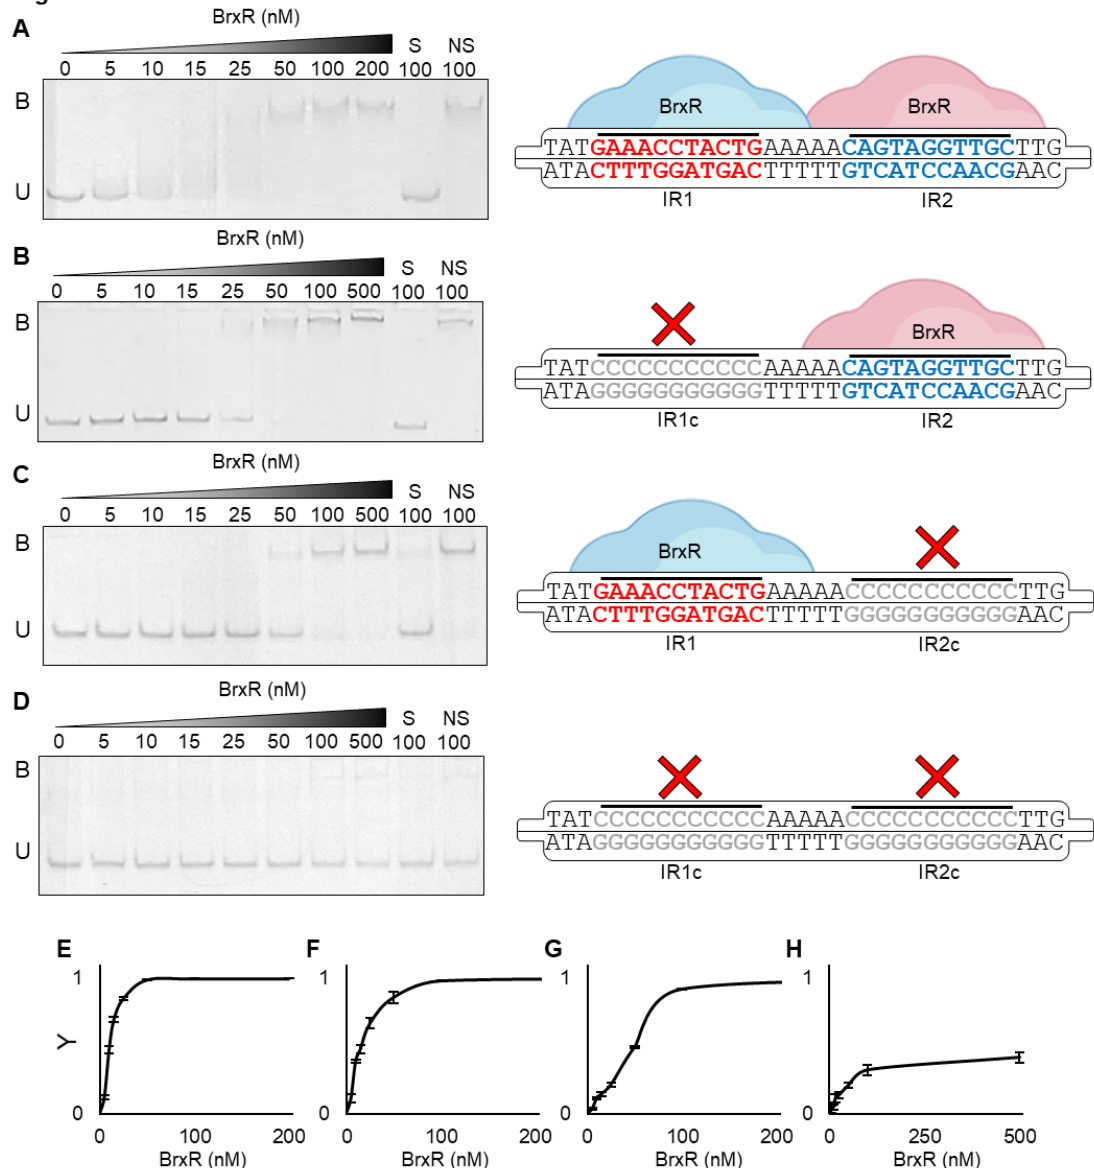 A
BrxR (nM)
S NS
0 5 10 15 25 50 100 200 100 100
B
U
BrxR BrxR
TATGAAACCTACTGAAAAACAGTAGGTTGCTTG
ATACTTTGGATGACTTTTTGTCATCCAACGAAC
IR1 IR2
B
BrxR (nM)
S NS
0 5 10 15 25 50 100 500 100 100
B
U
BrxR
TATCCCCCCCCCCCAAAAACAGTAGGTTGCTTG
ATAGGGGGGGGGGGTTTTTGTCATCCAACGAAC
IR1c IR2
C
BrxR (nM)
S NS
0 5 10 15 25 50 100 500 100 100
B
U
BrxR
TATGAAACCTACTGAAAAACCCCCCCCCCCTTG
ATACTTTGGATGACTTTTTGGGGGGGGGGGAAC
IR1 IR2c
D
BrxR (nM)
S NS
0 5 10 15 25 50 100 500 100 100
B
U
TATCCCCCCCCCCCAAAAACCCCCCCCCCCTTG
ATAGGGGGGGGGGGTTTTTGGGGGGGGGGGAAC
IR1c IR2c
E F G H
1 1 1 1
Y
0 0 0 0
0 100 200 0 100 200 0 100 200 0 250 500
BrxR (nM) BrxR (nM) BrxR (nM) BrxR (nM)